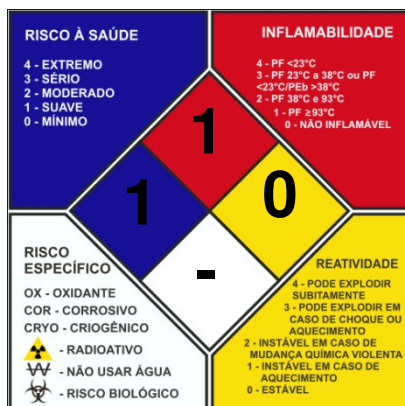 RISCO À SAÚDE
4 - EXTREMO
3 - SÉRIO
2 - MODERADO
1 - SUAVE
0 - MÍNIMO
INFLAMABILIDADE
4 - PF <23°C
3 - PF 23°C a 38°C ou PF
<23°C/PEb >38°C
2 - PF 38°C e 93°C
1 - PF ≥93°C
0 - NÃO INFLAMÁVEL
1
1
0
-
RISCO
ESPECÍFICO
OX - OXIDANTE
COR - CORROSIVO
CRYO - CRIOGÊNICO
- RADIOATIVO
W - NÃO USAR ÁGUA
- RISCO BIOLÓGICO
REATIVIDADE
4 - PODE EXPLODIR
SUBITAMENTE
3 - PODE EXPLODIR EM
CASO DE CHOQUE OU
AQUECIMENTO
2 - INSTÁVEL EM CASO DE
MUDANÇA QUÍMICA VIOLENTA
1 - INSTÁVEL EM CASO DE
AQUECIMENTO
0 - ESTÁVEL